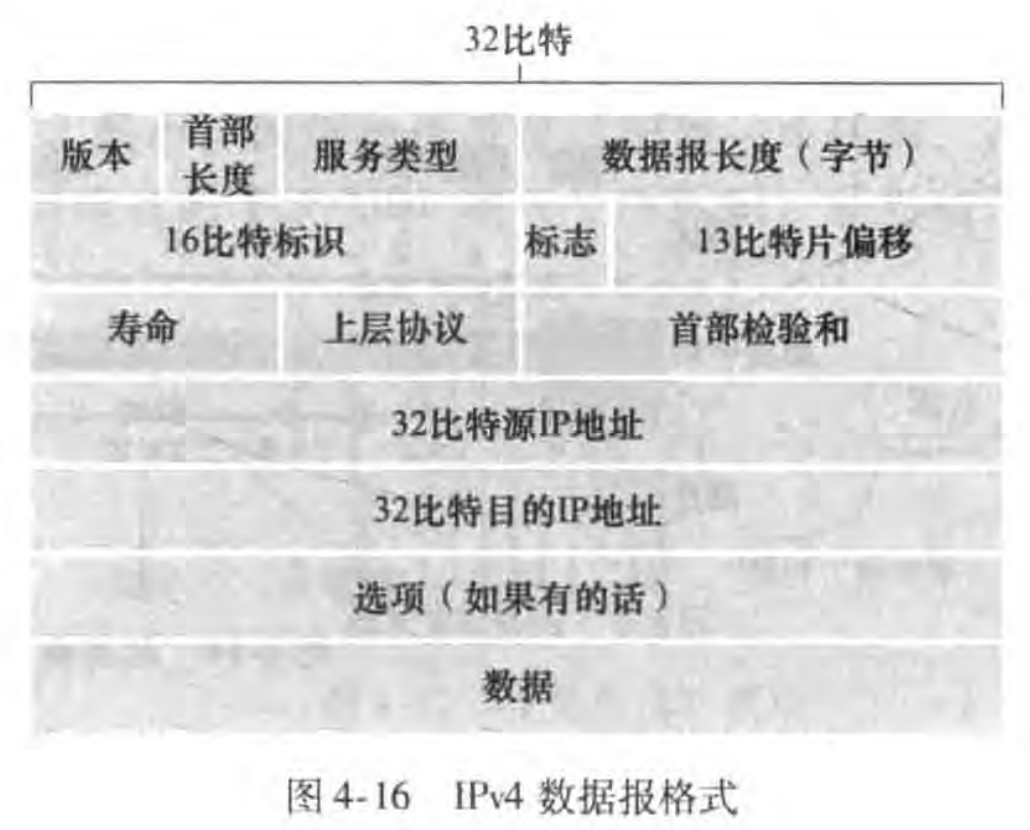 32比特
版本 首部长度 服务类型 数据报长度（字节）
16比特标识 标志 13比特片偏移
寿命 上层协议 首部检验和
32比特源IP地址
32比特目的IP地址
选项（如果有的话）
数据
图 4-16 IPv4 数据报格式